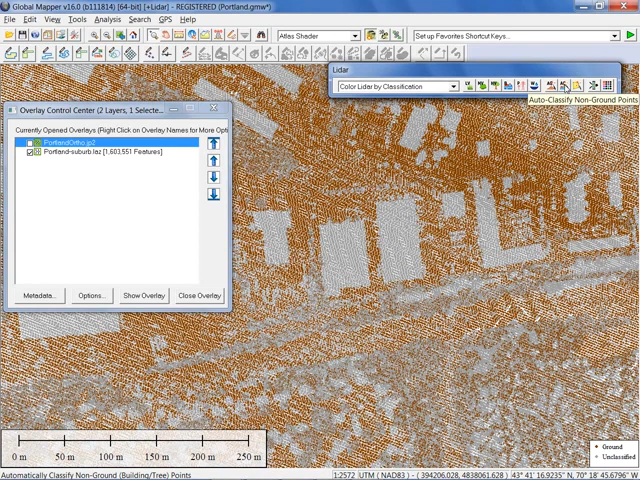 Global Mapper v16.0 (b111814) [64-bit] [+Lidar] - REGISTERED (Portland.gmw*)
File Edit View Tools Analysis Search GPS Help
Atlas Shader
Set up Favorites Shortcut Keys...
Lidar
Color Lidar by Classification
Auto-Classify Non-Ground Points
Overlay Control Center (2 Layers, 1 Selecte...
Currently Opened Overlays (Right Click on Overlay Names for More Opti
PortlandOrtho.jp2
Portland-suburb.laz [1,603,551 Features]
Metadata... Options... Show Overlay Close Overlay
0 m 50 m 100 m 150 m 200 m 250 m
Ground
Unclassified
Automatically Classify Non-Ground (Building/Tree) Points
1:2572 UTM (NAD83) - (394206.028, 4838061.628) 43° 41' 16.9235" N, 70° 18' 45.6796" W